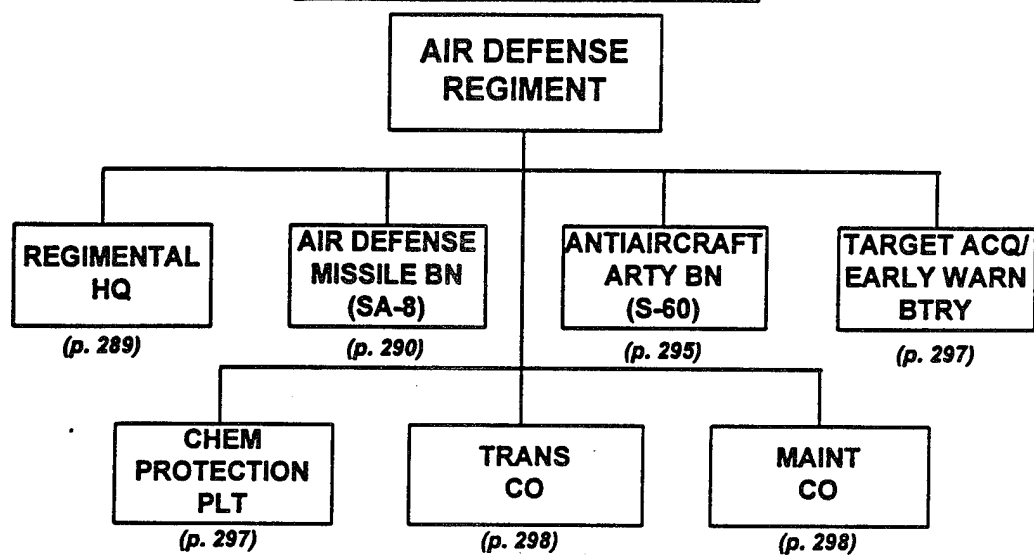 AIR DEFENSE
REGIMENT
REGIMENTAL
HQ
(p. 289)
AIR DEFENSE
MISSILE BN
(SA-8)
(p. 290)
ANTIAIRCRAFT
ARTY BN
(S-60)
(p. 295)
TARGET ACQ/
EARLY WARN
BTRY
(p. 297)
CHEM
PROTECTION
PLT
(p. 297)
TRANS
CO
(p. 298)
MAINT
CO
(p. 298)